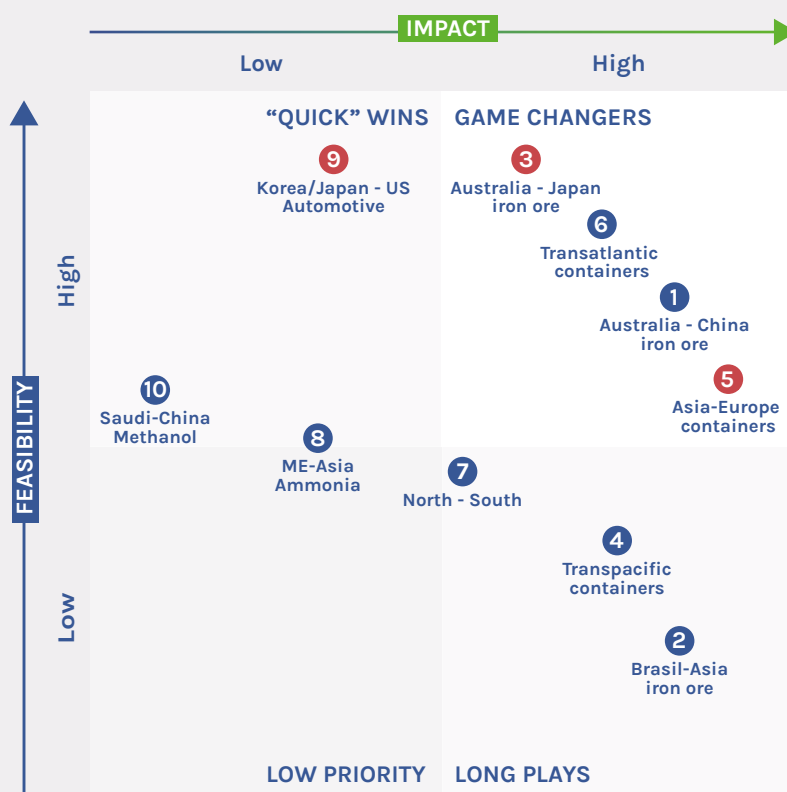 IMPACT
Low
High
“QUICK” WINS
GAME CHANGERS
9
Korea/Japan - US
Automotive
3
Australia - Japan
iron ore
6
Transatlantic
containers
1
Australia - China
iron ore
5
Asia-Europe
containers
10
Saudi-China
Methanol
8
ME-Asia
Ammonia
7
North - South
4
Transpacific
containers
2
Brasil-Asia
iron ore
LOW PRIORITY
LONG PLAYS
High
FEASIBILITY
Low